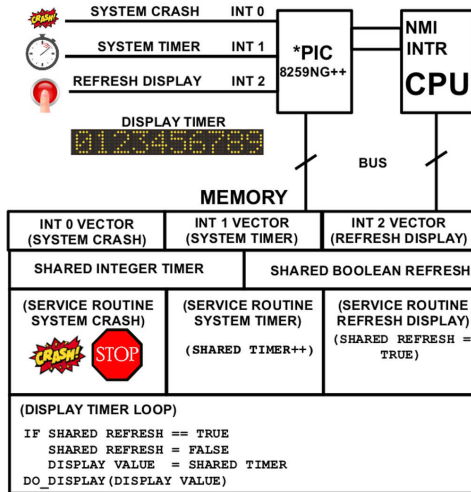 SYSTEM CRASH INT 0
CRASH!
SYSTEM TIMER INT 1
REFRESH DISPLAY INT 2
*PIC
8259NG++
NMI
INTR
CPU
DISPLAY TIMER
0123456789
BUS
MEMORY
INT 0 VECTOR
(SYSTEM CRASH)
INT 1 VECTOR
(SYSTEM TIMER)
INT 2 VECTOR
(REFRESH DISPLAY)
SHARED INTEGER TIMER
SHARED BOOLEAN REFRESH
(SERVICE ROUTINE
SYSTEM CRASH)
CRASH!
STOP
(SERVICE ROUTINE
SYSTEM TIMER)
(SHARED TIMER++)
(SERVICE ROUTINE
REFRESH DISPLAY)
(SHARED REFRESH =
TRUE)
(DISPLAY TIMER LOOP)
IF SHARED REFRESH == TRUE
SHARED REFRESH = FALSE
DISPLAY VALUE = SHARED TIMER
DO_DISPLAY(DISPLAY VALUE)